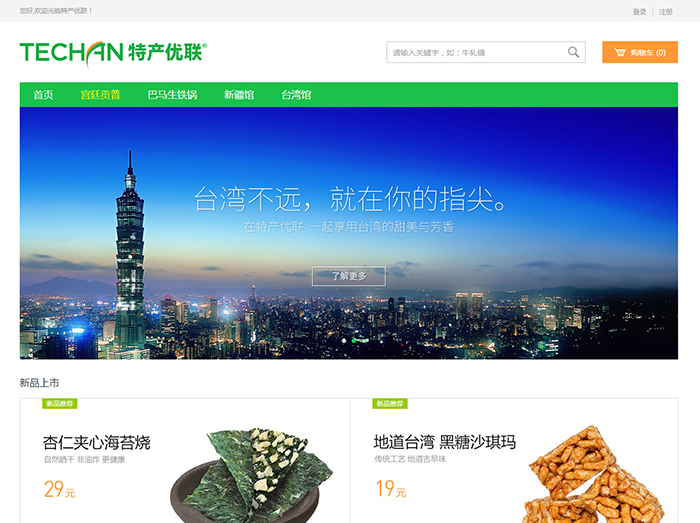 您好,欢迎光临特产优联！
登录 | 注册
TECHAN 特产优联®
请输入关键字，如：牛轧糖
购物车 (0)
首页 宫廷贡普 巴马生铁锅 新疆馆 台湾馆
台湾不远，就在你的指尖。
在特产优联 一起享用台湾的甜美与芳香
了解更多
新品上市
新品推荐
杏仁夹心海苔烧
自然晒干 非油炸 更健康
29元
新品推荐
地道台湾 黑糖沙琪玛
传统工艺 地道古早味
19元